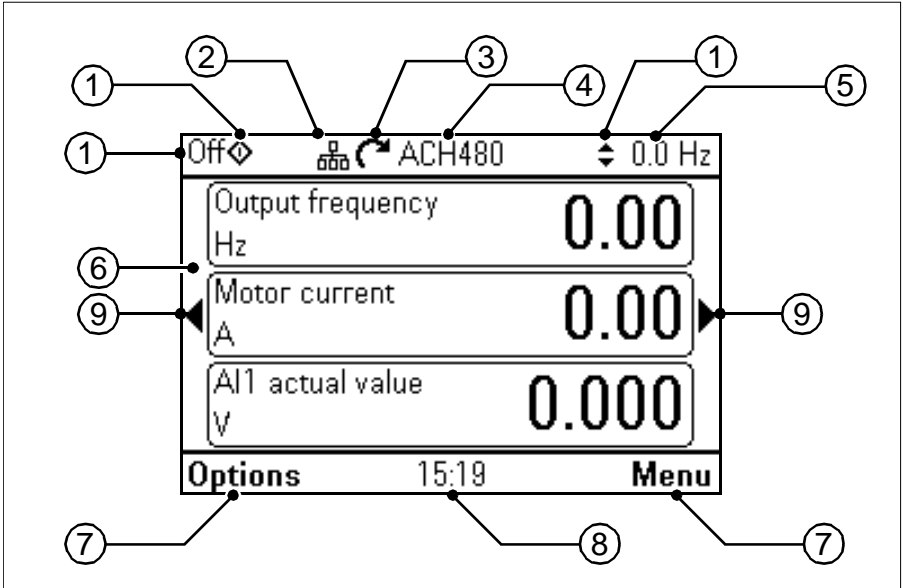 ① ② ③ ④ ① ⑤
①
Off ACH480 0.0 Hz
Output frequency 0.00
Hz
⑥
Motor current 0.00
A
⑨ ⑨
AI1 actual value 0.000
V
Options 15:19 Menu
⑦ ⑧ ⑦